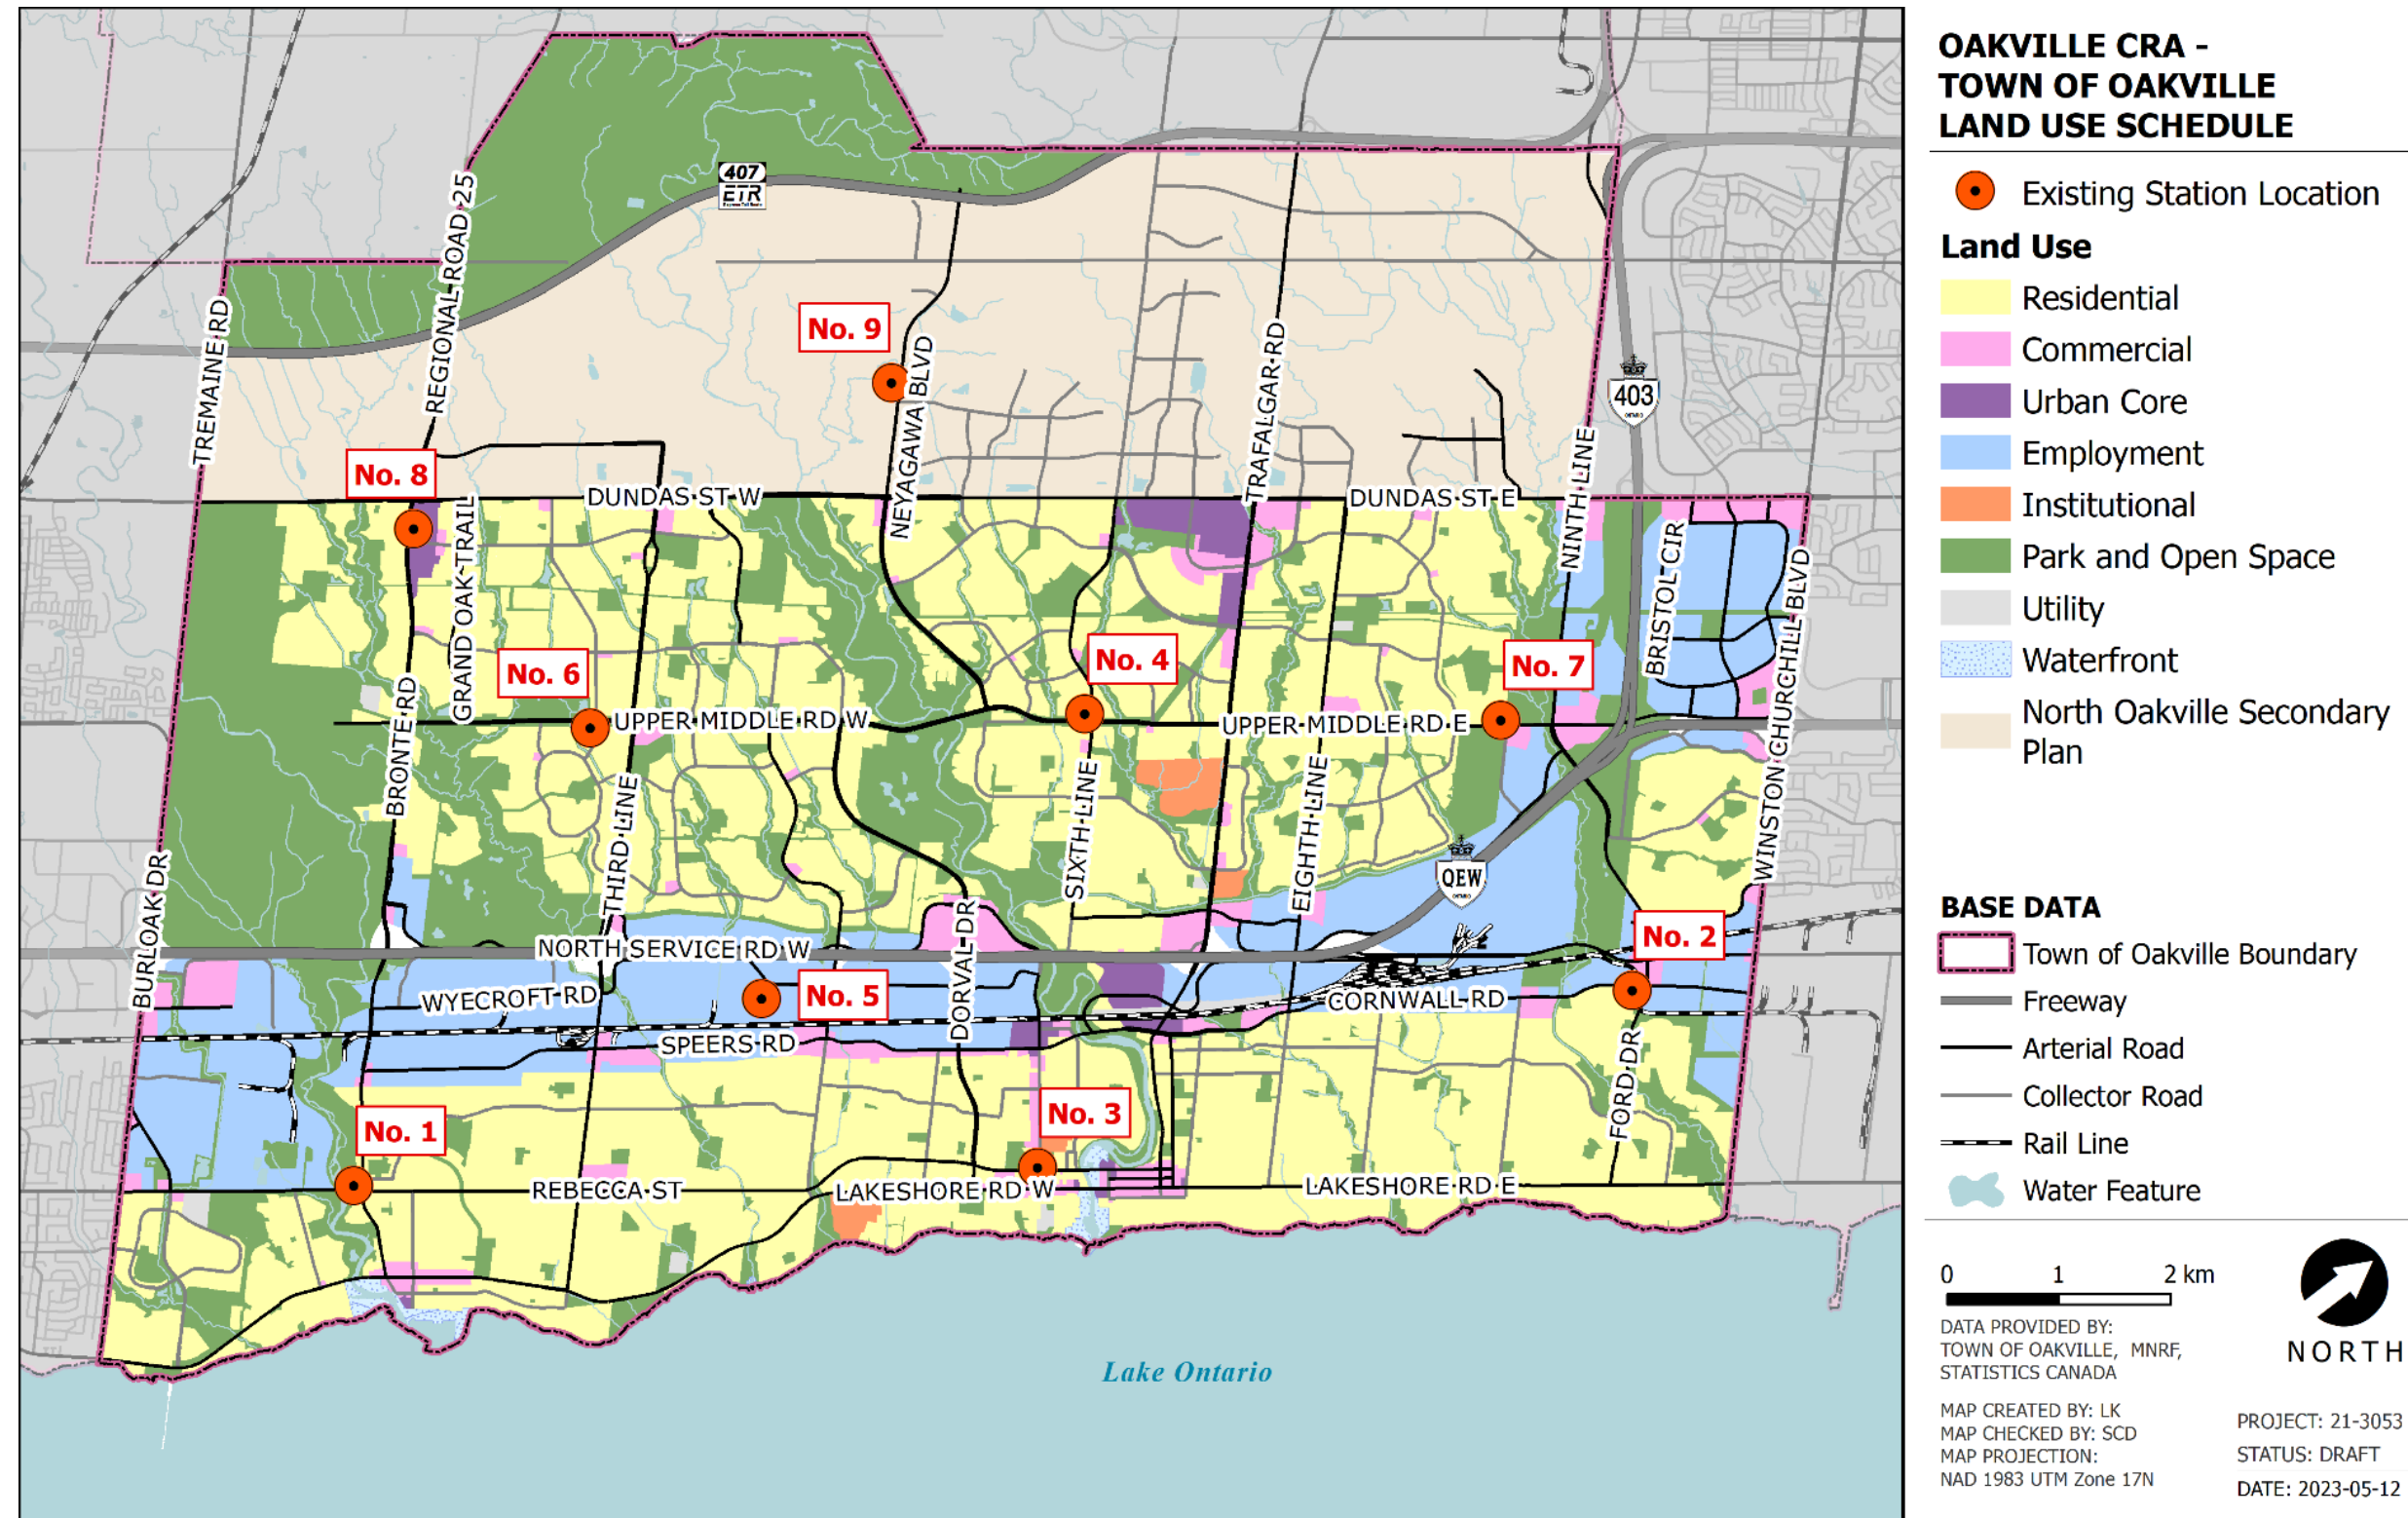 OAKVILLE CRA -
TOWN OF OAKVILLE
LAND USE SCHEDULE
Existing Station Location
Land Use
Residential
Commercial
Urban Core
Employment
Institutional
Park and Open Space
Utility
Waterfront
North Oakville Secondary
Plan
BASE DATA
Town of Oakville Boundary
Freeway
Arterial Road
Collector Road
Rail Line
Water Feature
0 1 2 km
NORTH
DATA PROVIDED BY:
TOWN OF OAKVILLE, MNRF,
STATISTICS CANADA
MAP CREATED BY: LK
MAP CHECKED BY: SCD
MAP PROJECTION:
NAD 1983 UTM Zone 17N
PROJECT: 21-3053
STATUS: DRAFT
DATE: 2023-05-12
407
ETR
REGIONAL ROAD 25
TREMAINE RD
No. 9
NEYAGAWA BLVD
TRAFALGAR RD
403
ONTARIO
NINTH LINE
No. 8
DUNDAS ST W
DUNDAS ST E
GRAND OAK TRAIL
BRISTOL CIR
WINSTON CHURCHILL BLVD
No. 6
No. 4
No. 7
UPPER MIDDLE RD W
UPPER MIDDLE RD E
BRONTE RD
THIRD LINE
SIXTH LINE
EIGHTH LINE
QEW
BURLOAK DR
NORTH SERVICE RD W
DORVAL DR
No. 2
WYECROFT RD
No. 5
CORNWALL RD
SPEERS RD
FORD DR
No. 1
No. 3
REBECCA ST
LAKESHORE RD W
LAKESHORE RD E
Lake Ontario